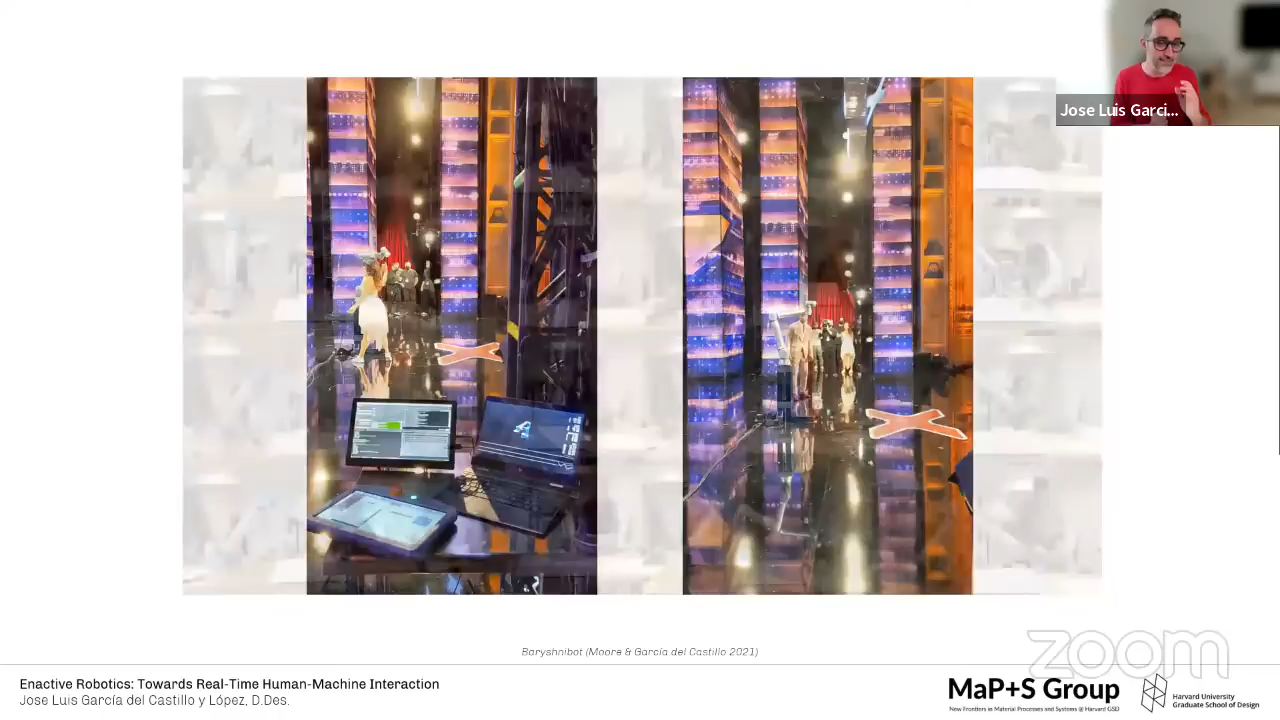 Jose Luis Garci...
Baryshnibot (Moore & García del Castillo 2021)
zoom
Enactive Robotics: Towards Real-Time Human-Machine Interaction
Jose Luis García del Castillo y López, D.Des.
MaP+S Group
New Frontiers in Material Processes and Systems @ Harvard GSD
Harvard University
Graduate School of Design